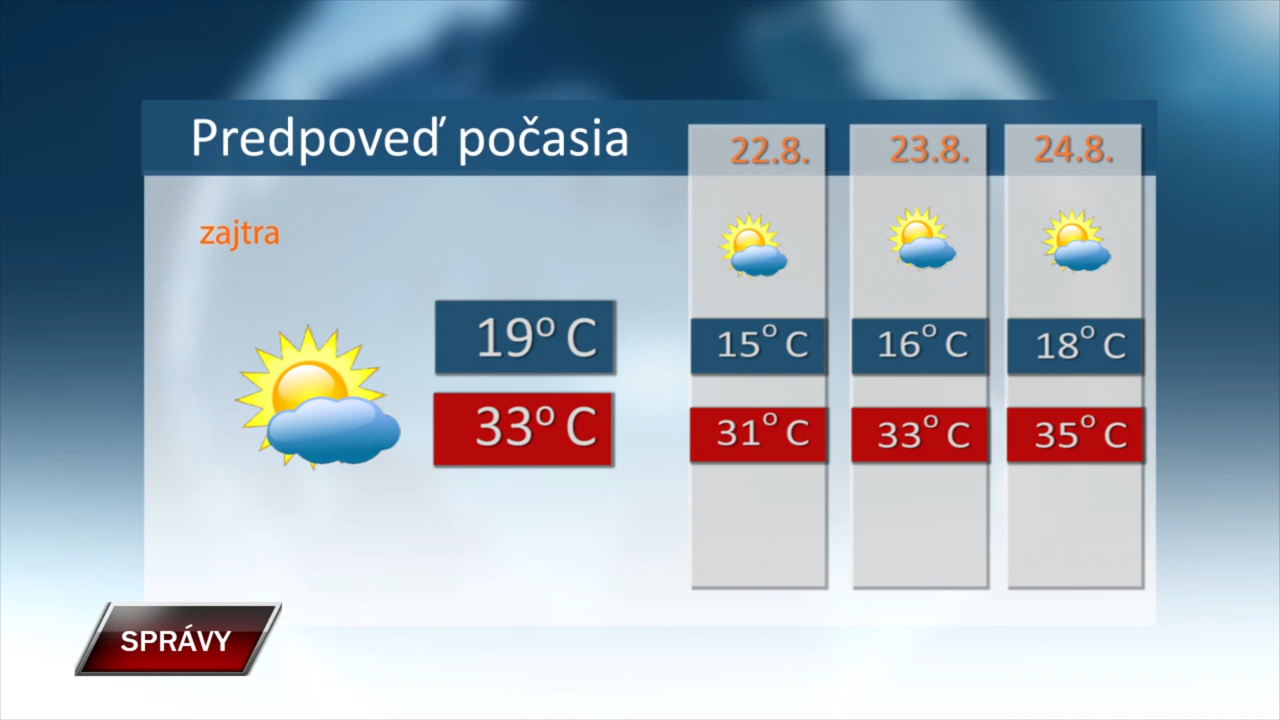 Predpoveď počasia
zajtra
19° C
33° C
22.8.
15° C
31° C
23.8.
16° C
33° C
24.8.
18° C
35° C
SPRÁVY